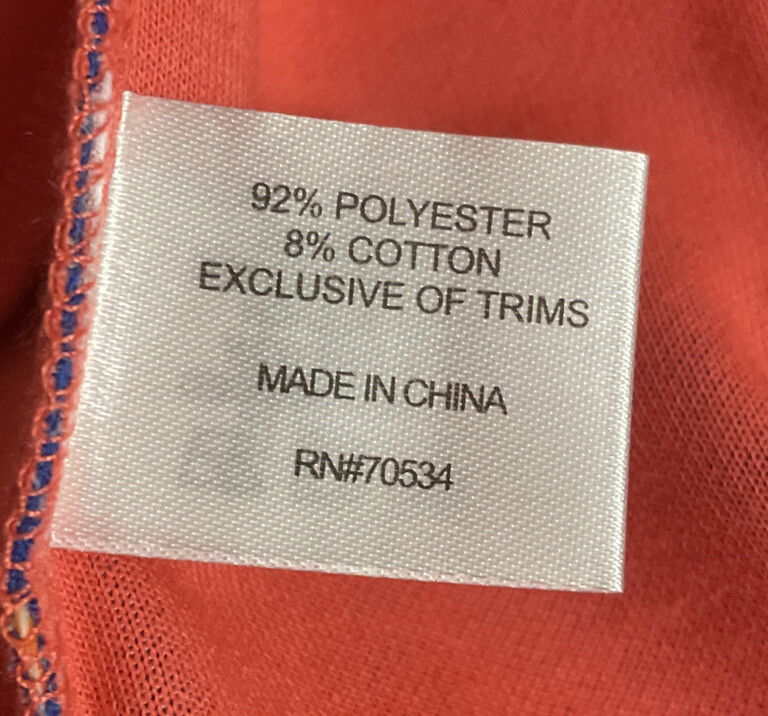 92% POLYESTER
8% COTTON
EXCLUSIVE OF TRIMS
MADE IN CHINA
RN#70534